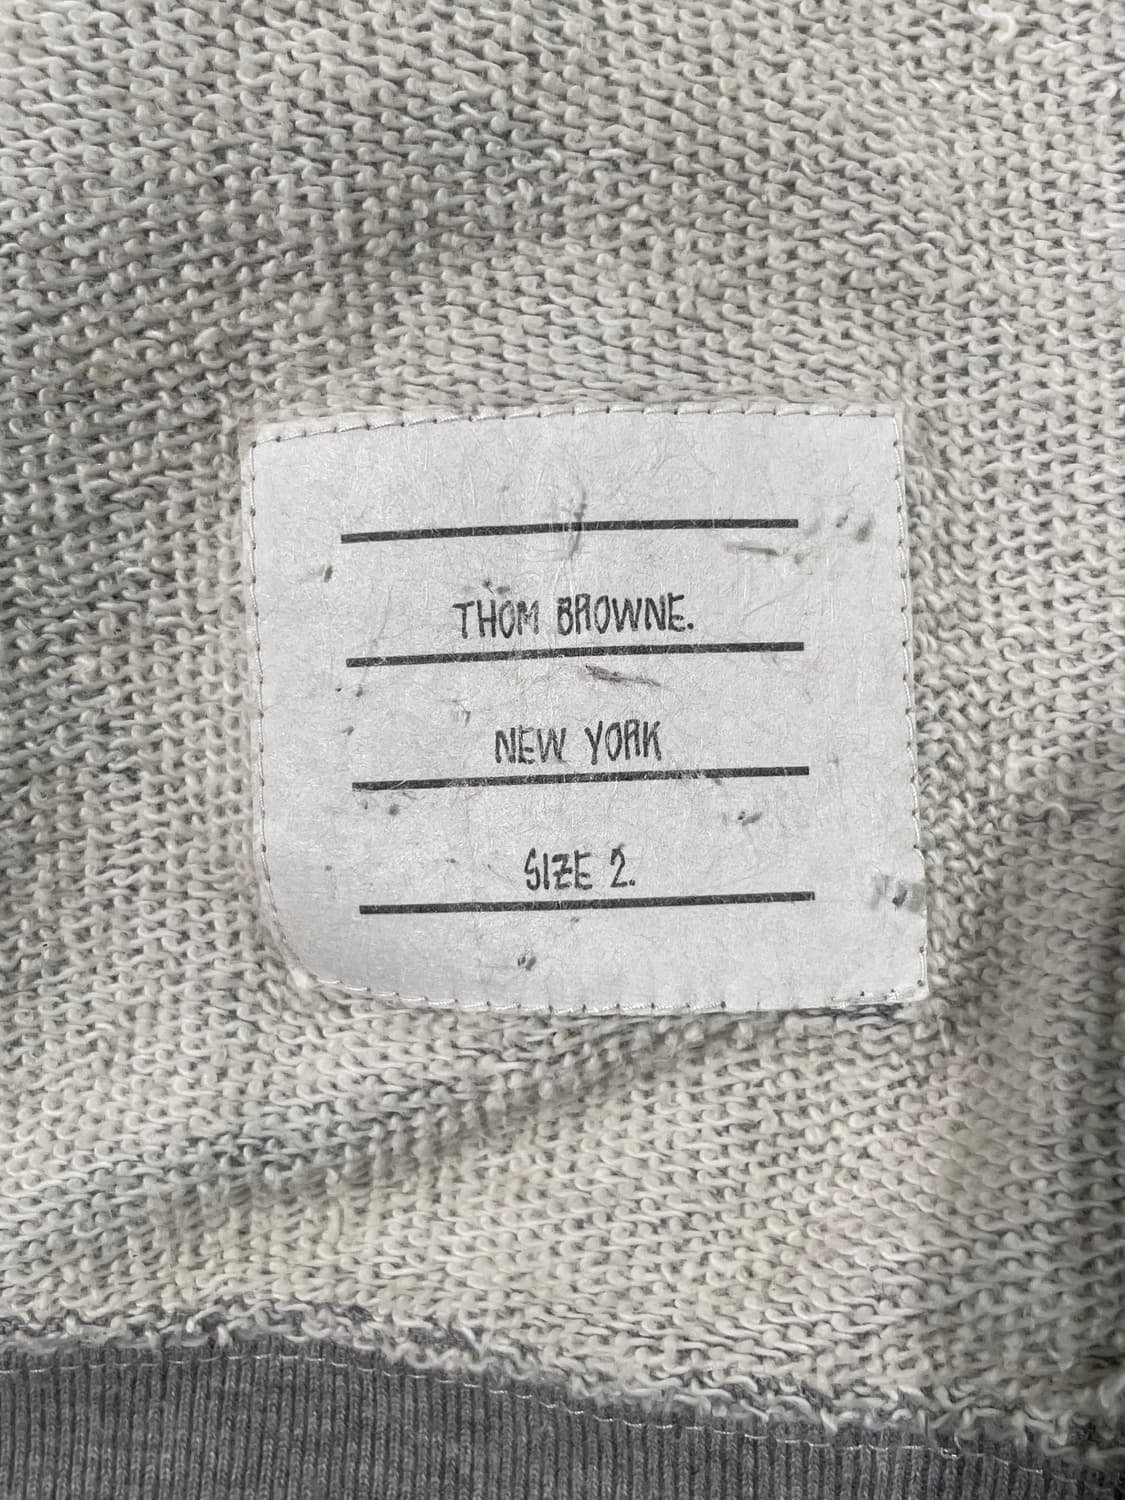 THOM BROWNE.
NEW YORK
SIZE 2.